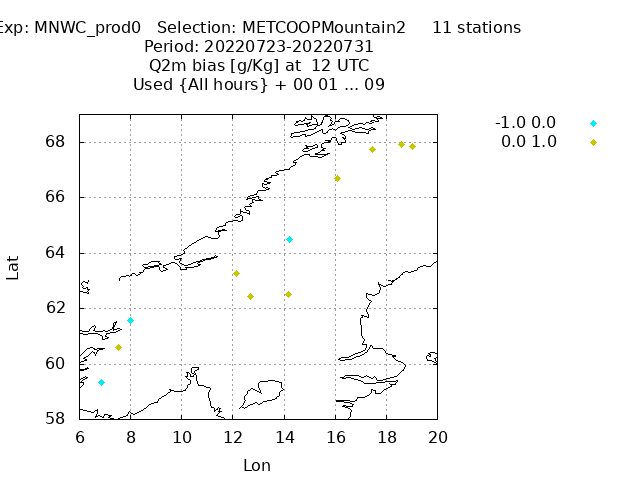 Exp: MNWC_prod0 Selection: METCOOPMountain2 11 stations
Period: 20220723-20220731
Q2m bias [g/Kg] at 12 UTC
Used {All hours} + 00 01 ... 09
-1.0 0.0
0.0 1.0
68
66
64
62
60
58
Lat
6 8 10 12 14 16 18 20
Lon